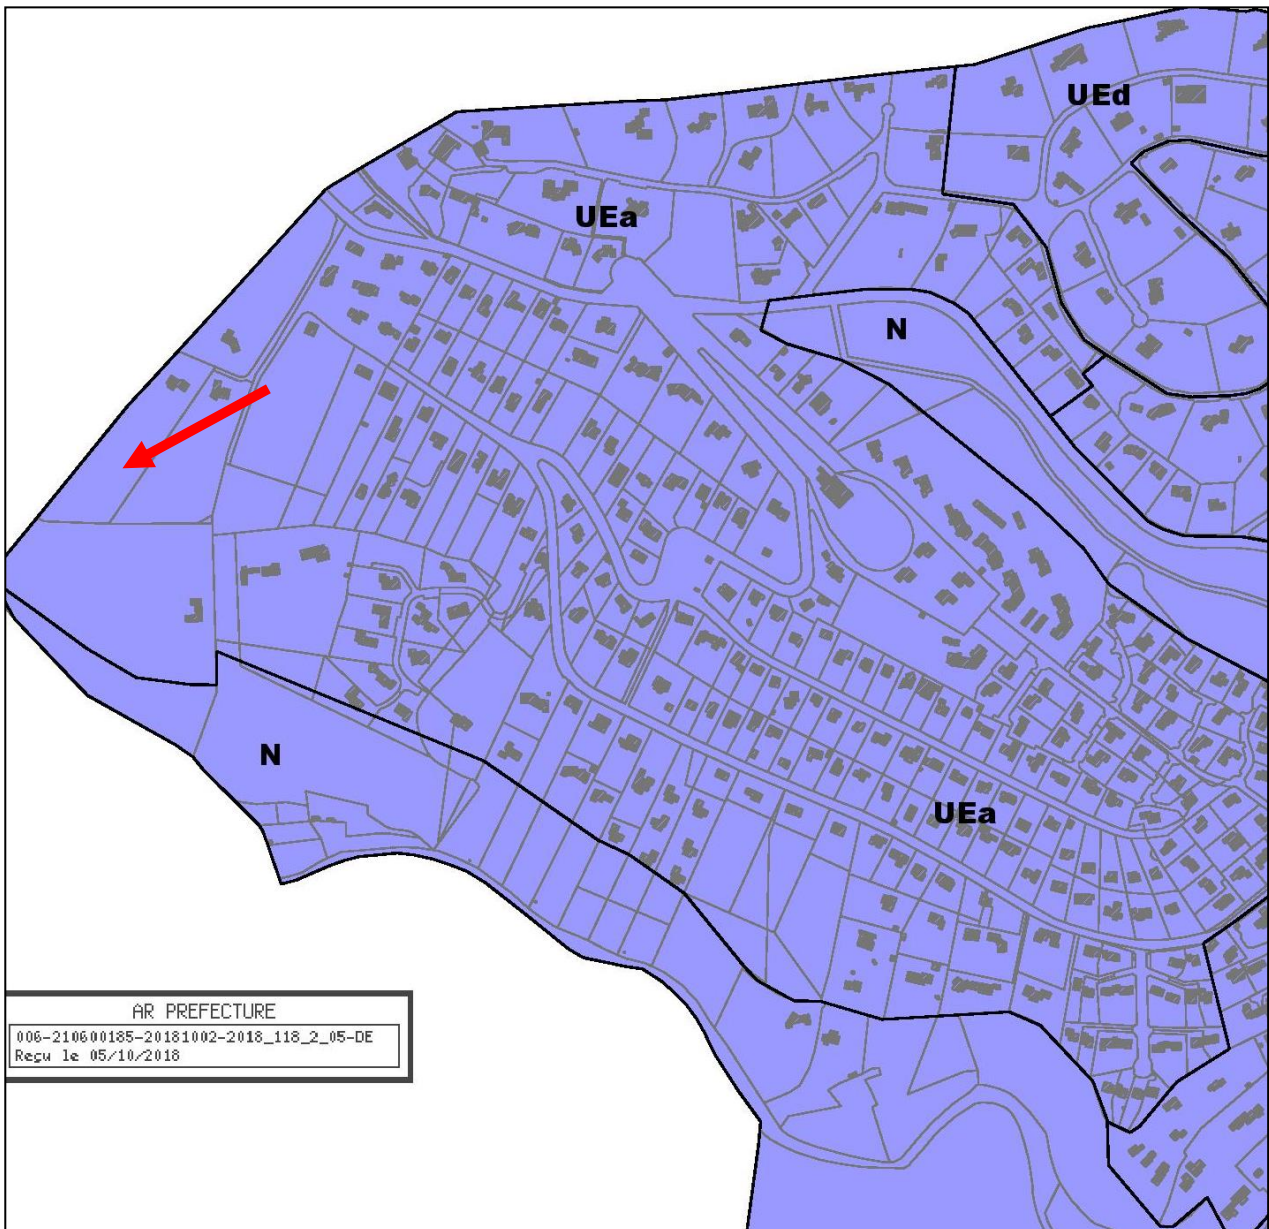 UEd
UEa
N
N
UEa
AR PREFECTURE
006-210600185-20181002-2018_118_2_05-DE
Reçu le 05/10/2018